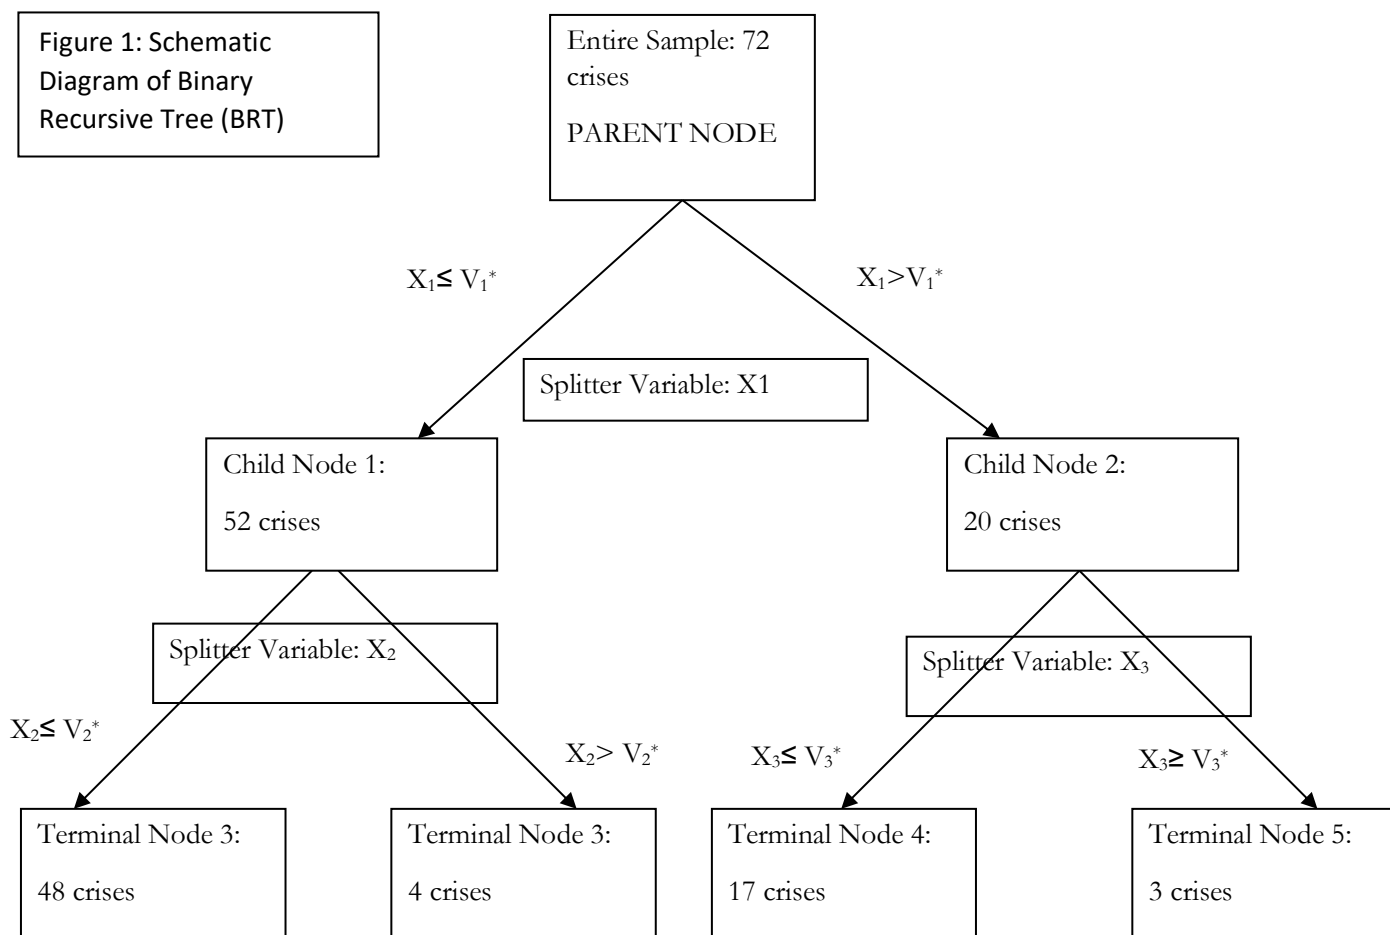 Figure 1: Schematic
Diagram of Binary
Recursive Tree (BRT)
Entire Sample: 72
crises
PARENT NODE
X₁≤ V₁*
X₁>V₁*
Splitter Variable: X1
Child Node 1:
52 crises
Child Node 2:
20 crises
Splitter Variable: X₂
Splitter Variable: X₃
X₂≤ V₂*
X₂> V₂*
X₃≤ V₃*
X₃≥ V₃*
Terminal Node 3:
48 crises
Terminal Node 3:
4 crises
Terminal Node 4:
17 crises
Terminal Node 5:
3 crises